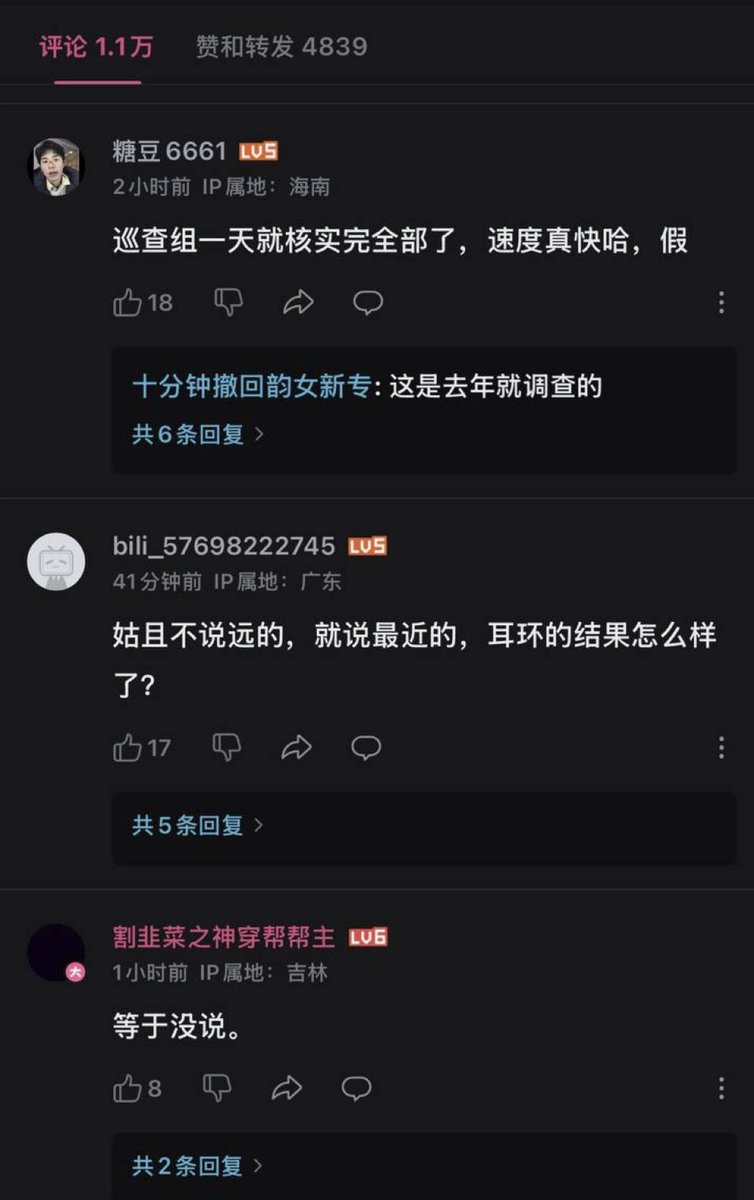 评论 1.1万 赞和转发 4839
糖豆6661 LV5
2小时前 IP属地：海南
巡查组一天就核实完全部了，速度真快哈，假
18
十分钟撤回韵女新专: 这是去年就调查的
共6条回复 >
bili_57698222745 LV5
41分钟前 IP属地：广东
姑且不说远的，就说最近的，耳环的结果怎么样
了?
17
共5条回复 >
割韭菜之神穿帮帮主 LV6
大
1小时前 IP属地：吉林
等于没说。
8
共2条回复 >